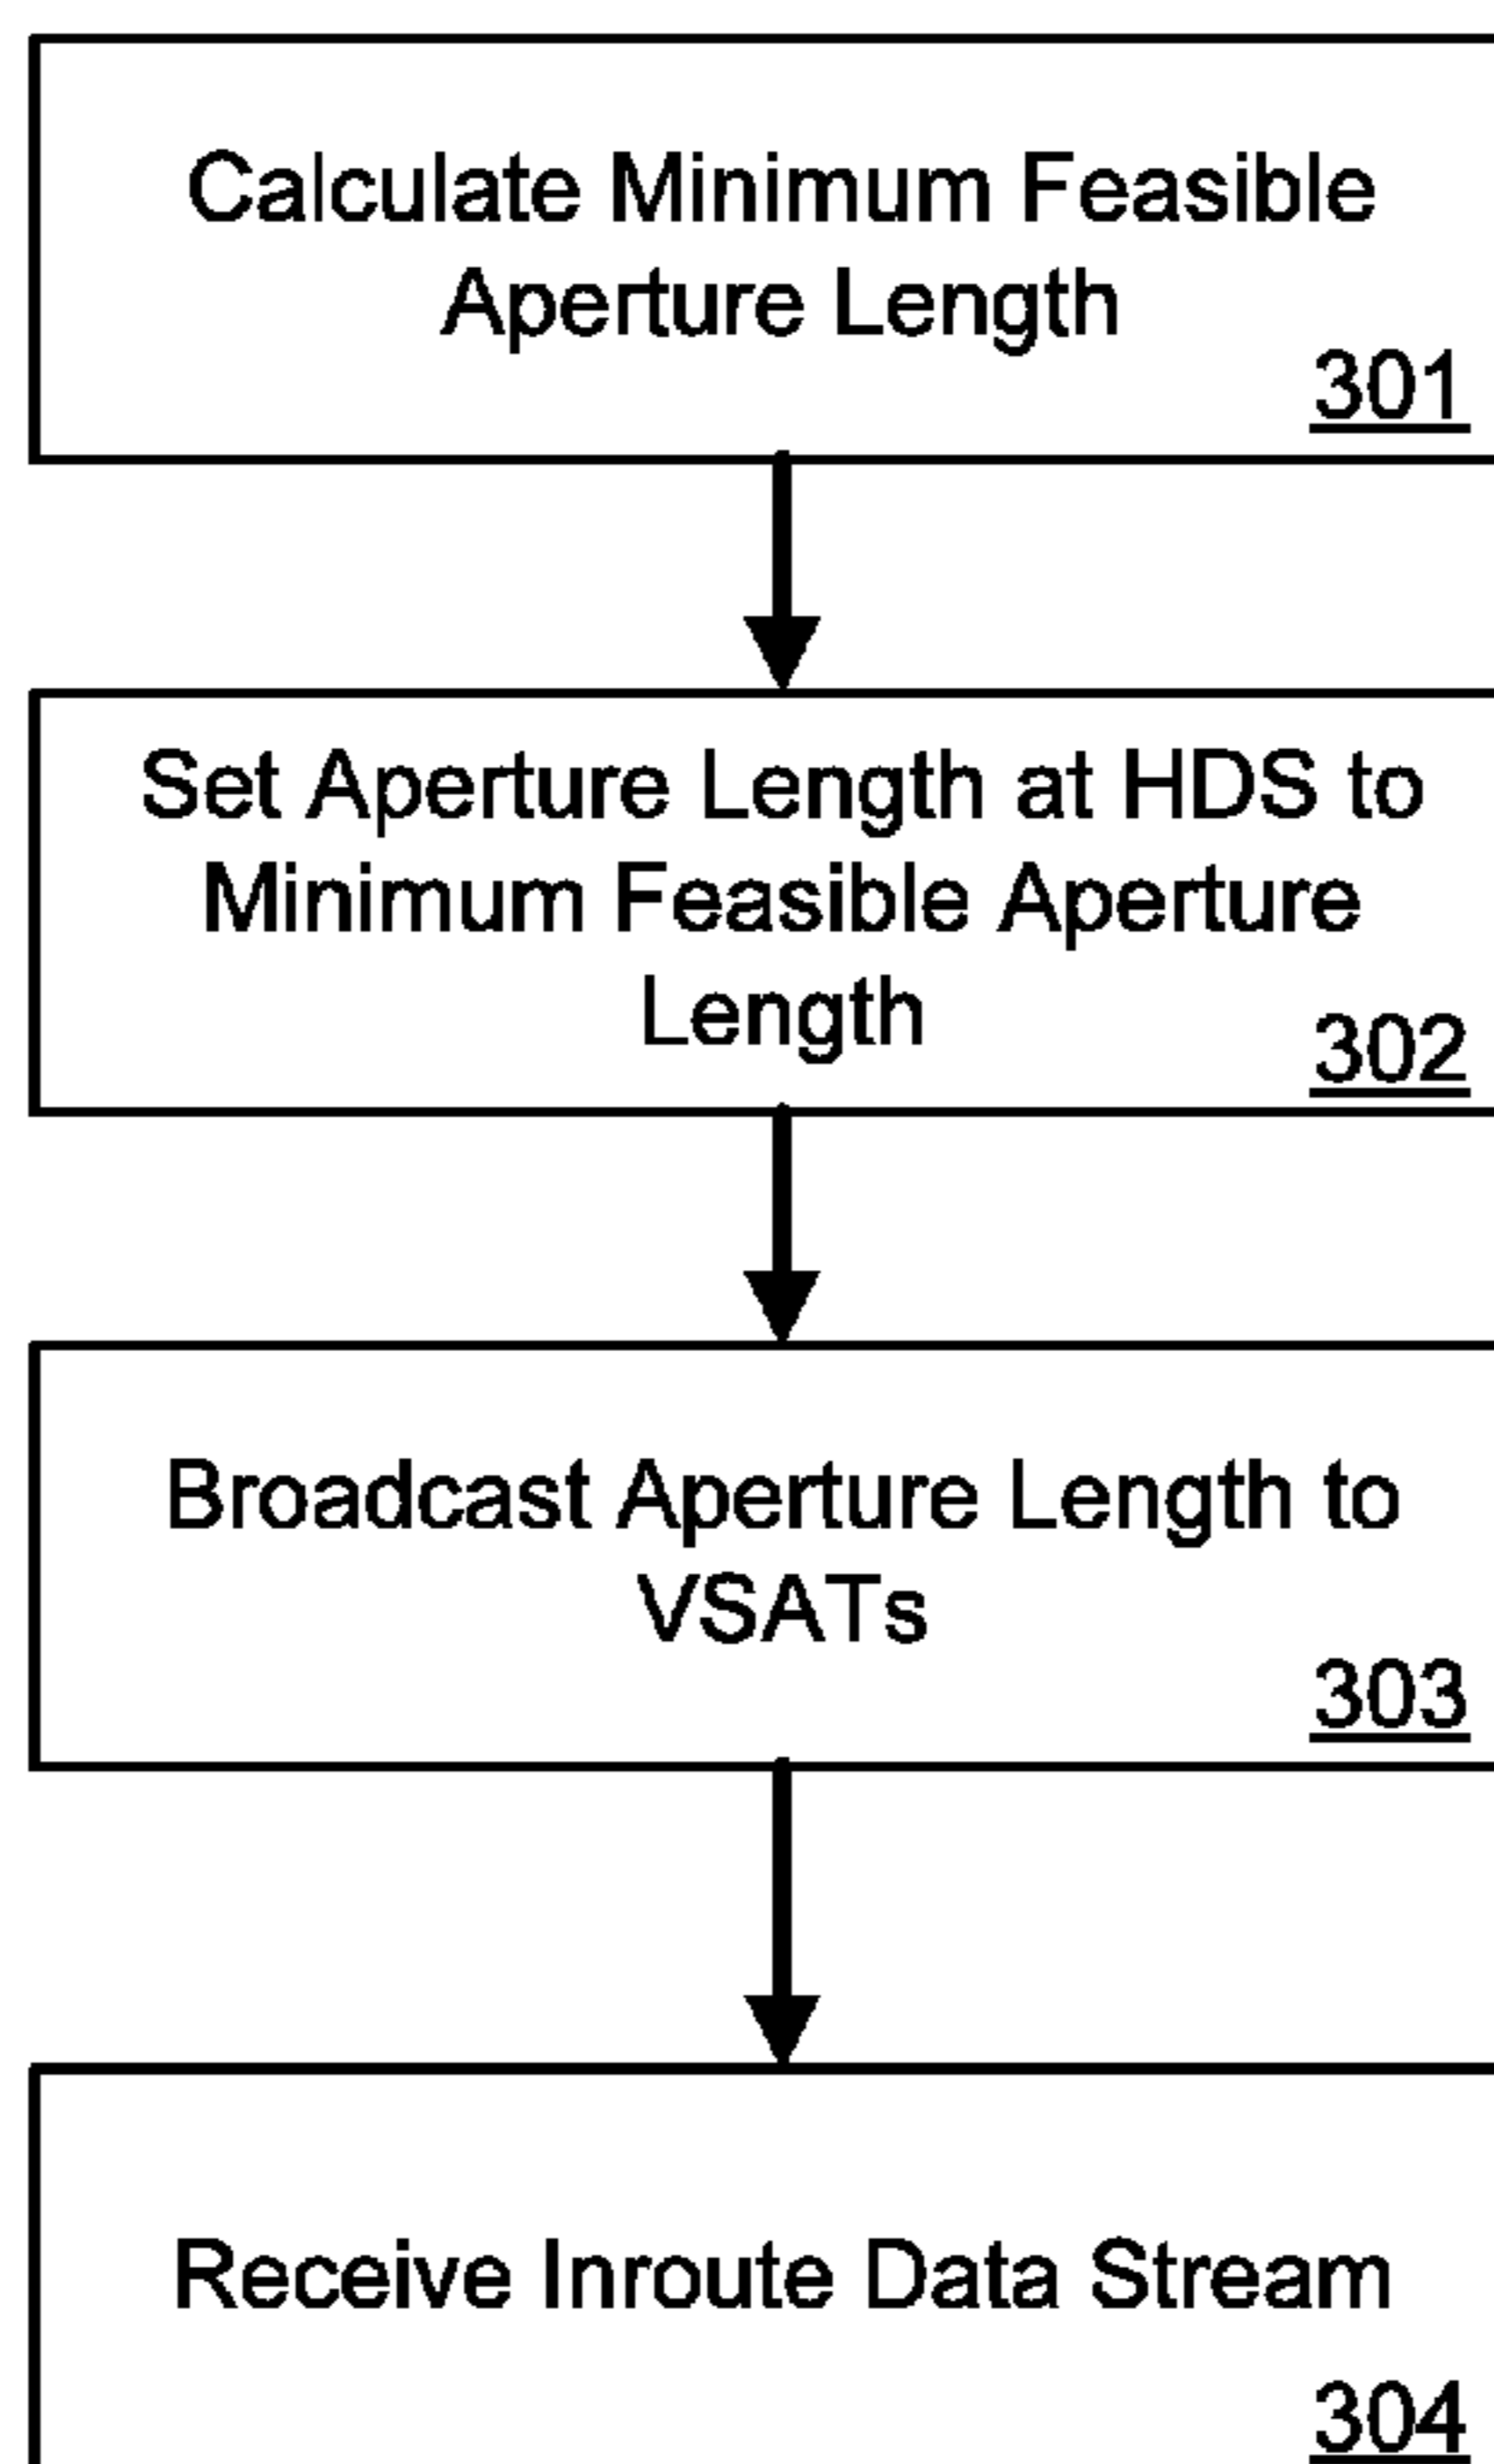 Calculate Minimum Feasible
Aperture Length
301
Set Aperture Length at HDS to
Minimum Feasible Aperture
Length
302
Broadcast Aperture Length to
VSATs
303
Receive Inroute Data Stream
304